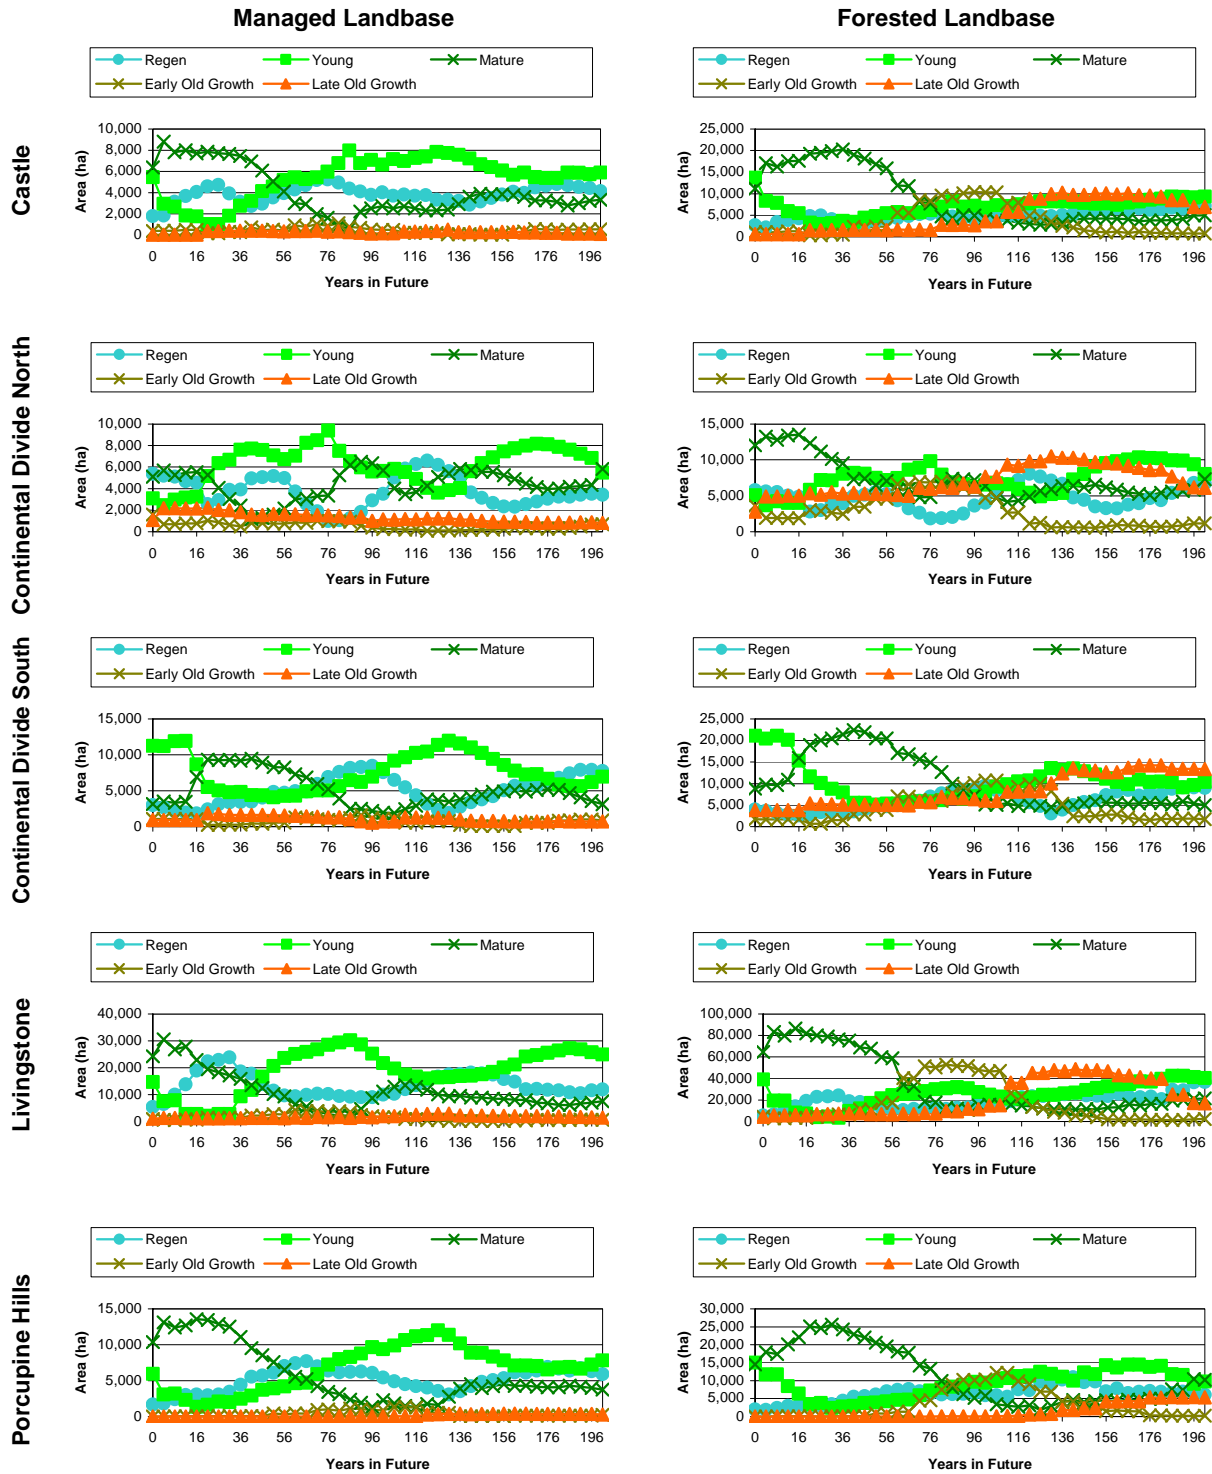 Managed Landbase
Forested Landbase
Castle
Regen Young Mature
Early Old Growth Late Old Growth
10,000
8,000
6,000
4,000
2,000
0
Area (ha)
0 16 36 56 76 96 116 136 156 176 196
Years in Future
Regen Young Mature
Early Old Growth Late Old Growth
25,000
20,000
15,000
10,000
5,000
0
Area (ha)
0 16 36 56 76 96 116 136 156 176 196
Years in Future
Continental Divide North
Regen Young Mature
Early Old Growth Late Old Growth
10,000
8,000
6,000
4,000
2,000
0
Area (ha)
0 16 36 56 76 96 116 136 156 176 196
Years in Future
Regen Young Mature
Early Old Growth Late Old Growth
15,000
10,000
5,000
0
Area (ha)
0 16 36 56 76 96 116 136 156 176 196
Years in Future
Continental Divide South
Regen Young Mature
Early Old Growth Late Old Growth
15,000
10,000
5,000
0
Area (ha)
0 16 36 56 76 96 116 136 156 176 196
Years in Future
Regen Young Mature
Early Old Growth Late Old Growth
25,000
20,000
15,000
10,000
5,000
0
Area (ha)
0 16 36 56 76 96 116 136 156 176 196
Years in Future
Livingstone
Regen Young Mature
Early Old Growth Late Old Growth
40,000
30,000
20,000
10,000
0
Area (ha)
0 16 36 56 76 96 116 136 156 176 196
Years in Future
Regen Young Mature
Early Old Growth Late Old Growth
100,000
80,000
60,000
40,000
20,000
0
Area (ha)
0 16 36 56 76 96 116 136 156 176 196
Years in Future
Porcupine Hills
Regen Young Mature
Early Old Growth Late Old Growth
15,000
10,000
5,000
0
Area (ha)
0 16 36 56 76 96 116 136 156 176 196
Years in Future
Regen Young Mature
Early Old Growth Late Old Growth
30,000
25,000
20,000
15,000
10,000
5,000
0
Area (ha)
0 16 36 56 76 96 116 136 156 176 196
Years in Future